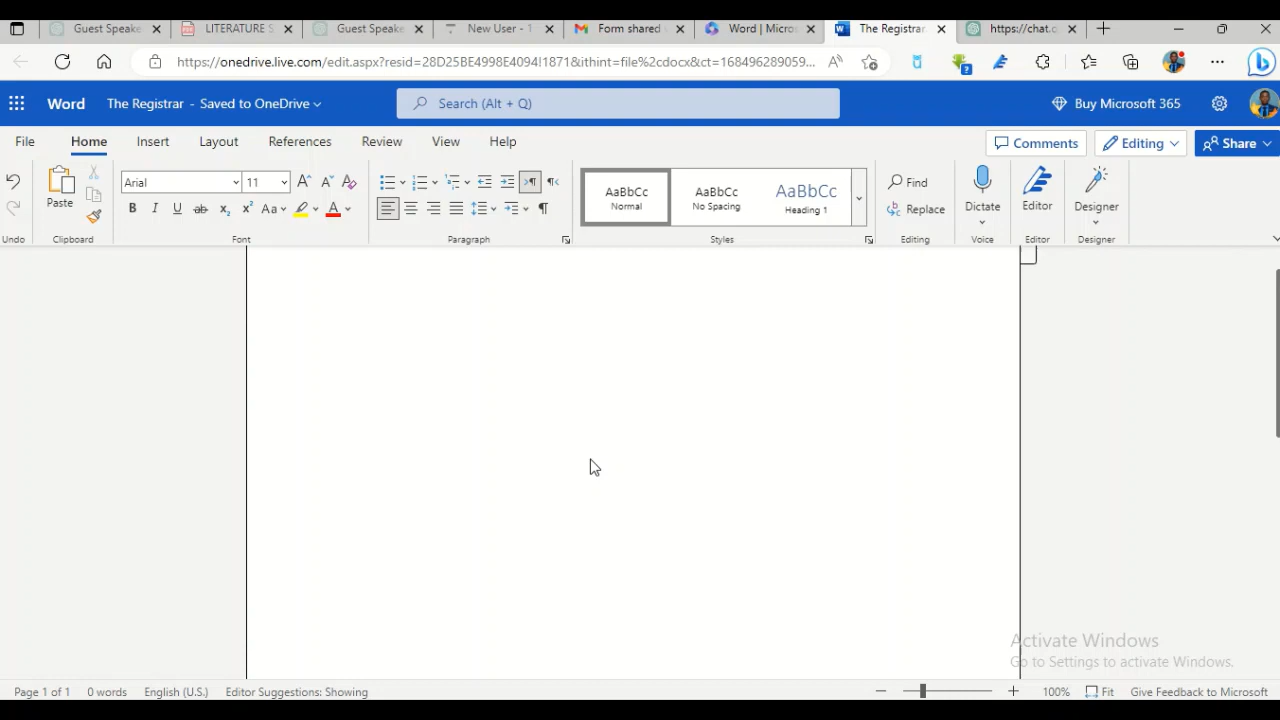 Guest Speake
LITERATURE S
Guest Speake
New User - 1
Form shared
Word | Micros
The Registrar
https://chat.o
https://onedrive.live.com/edit.aspx?resid=28D25BE4998E4094!1071&ithint=file%2cdocx&ct=168496289059...
Word
The Registrar - Saved to OneDrive
Search (Alt + Q)
Buy Microsoft 365
File
Home
Insert
Layout
References
Review
View
Help
Comments
Editing
Share
Paste
Arial
11
AaBbCc
Normal
AaBbCc
No Spacing
AaBbCc
Heading 1
Find
Replace
Dictate
Editor
Designer
Undo
Clipboard
Font
Paragraph
Styles
Editing
Voice
Editor
Designer
Activate Windows
Go to Settings to activate Windows.
Page 1 of 1
0 words
English (U.S.)
Editor Suggestions: Showing
100%
Fit
Give Feedback to Microsoft